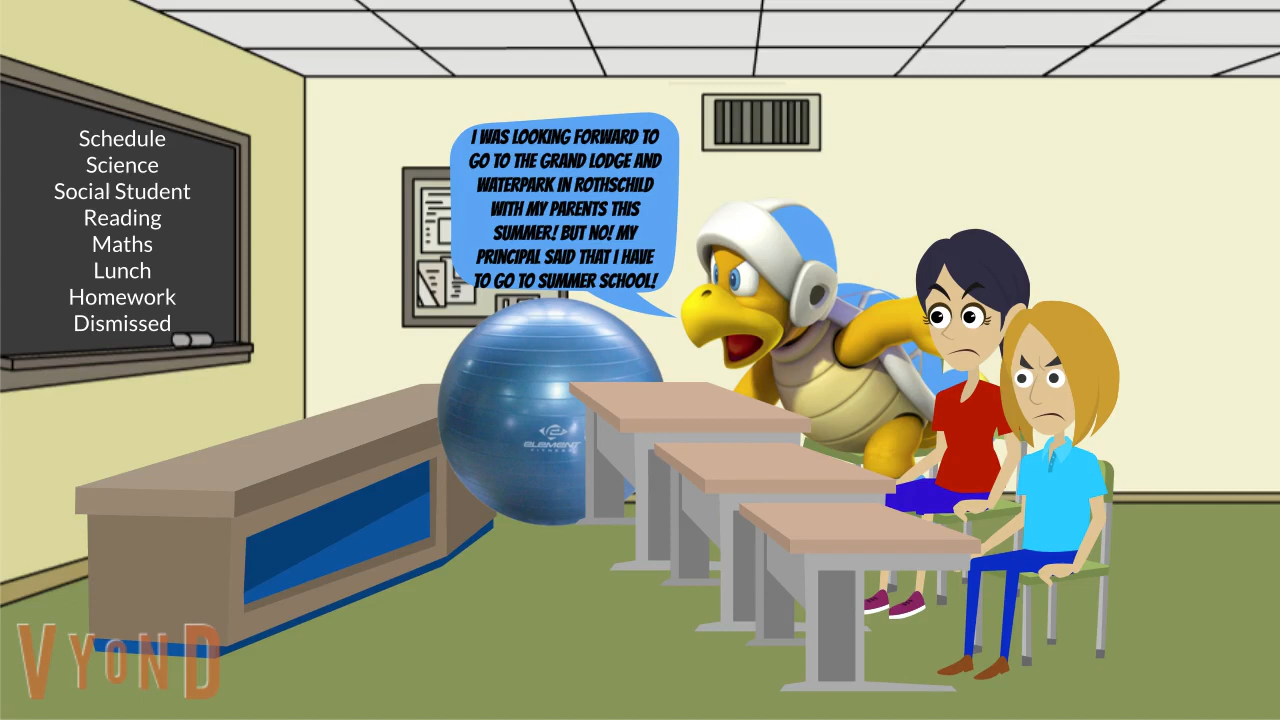 Schedule
Science
Social Student
Reading
Maths
Lunch
Homework
Dismissed
I WAS LOOKING FORWARD TO
GO TO THE GRAND LODGE AND
WATERPARK IN ROTHSCHILD
WITH MY PARENTS THIS
SUMMER! BUT NO! MY
PRINCIPAL SAID THAT I HAVE
TO GO TO SUMMER SCHOOL!
ELEMENT
FITNESS
VYOND